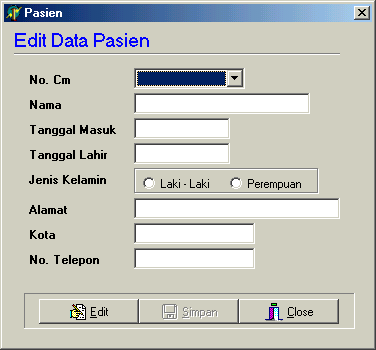 Pasien
Edit Data Pasien
No. Cm
Nama
Tanggal Masuk
Tanggal Lahir
Jenis Kelamin Laki - Laki Perempuan
Alamat
Kota
No. Telepon
Edit Simpan Close